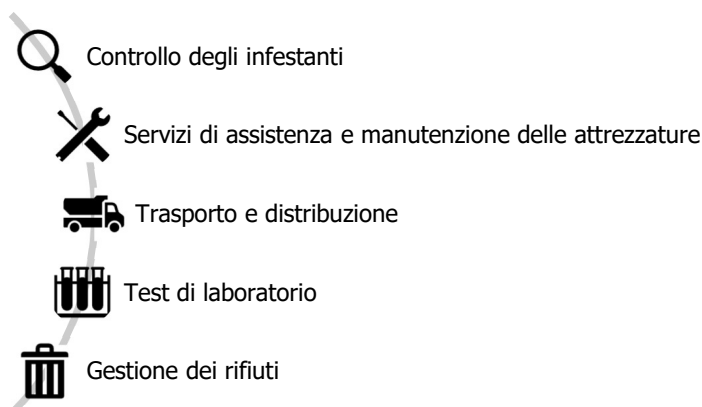 Controllo degli infestanti
Servizi di assistenza e manutenzione delle attrezzature
Trasporto e distribuzione
Test di laboratorio
Gestione dei rifiuti